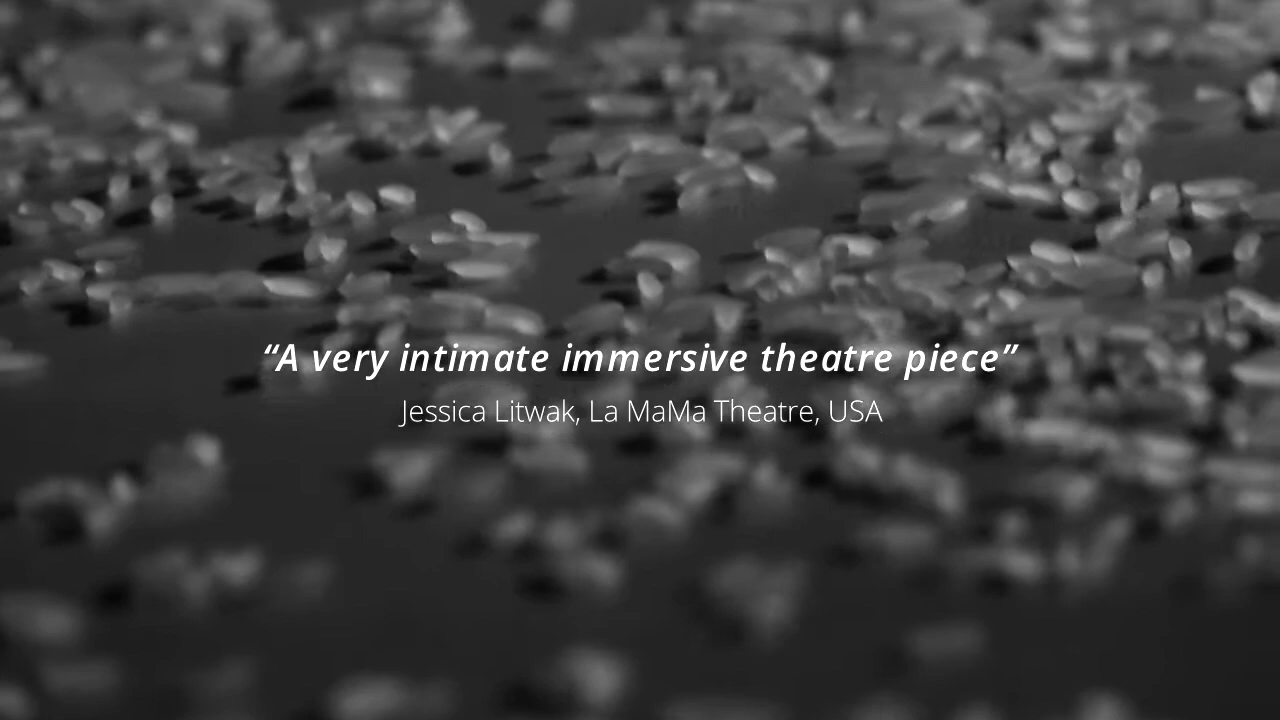 “A very intimate immersive theatre piece”
Jessica Litwak, La MaMa Theatre, USA